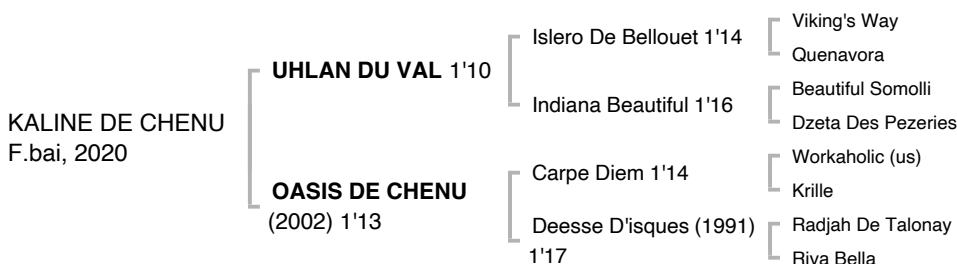 KALINE DE CHENU
F.bai, 2020
UHLAN DU VAL 1'10
OASIS DE CHENU
(2002) 1'13
Islero De Bellouet 1'14
Indiana Beautiful 1'16
Carpe Diem 1'14
Deesse D'isques (1991)
1'17
Viking's Way
Quenavora
Beautiful Somolli
Dzeta Des Pezeries
Workaholic (us)
Krille
Radjah De Talonay
Riva Bella